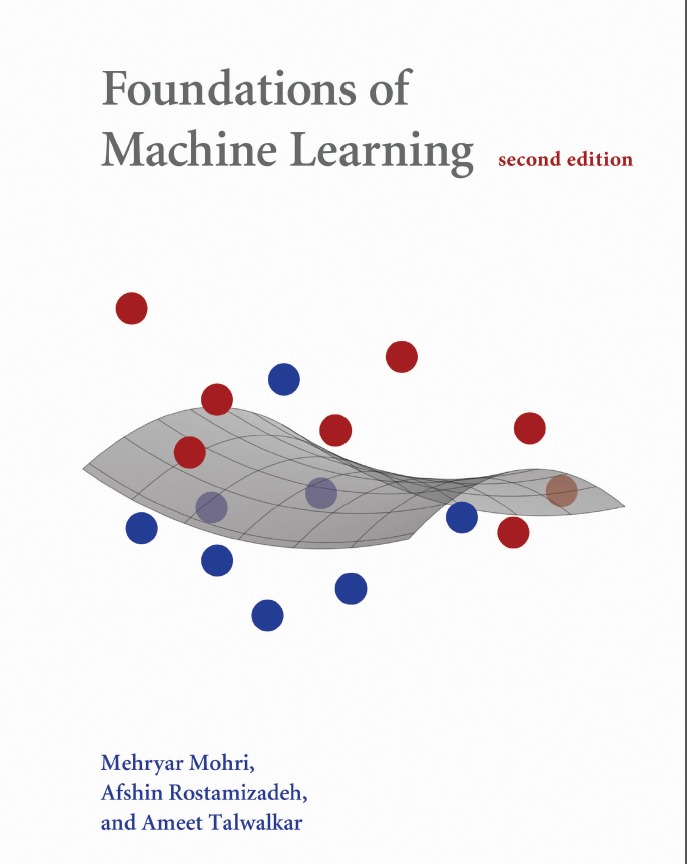 Foundations of
Machine Learning second edition
Mehryar Mohri,
Afshin Rostamizadeh,
and Ameet Talwalkar